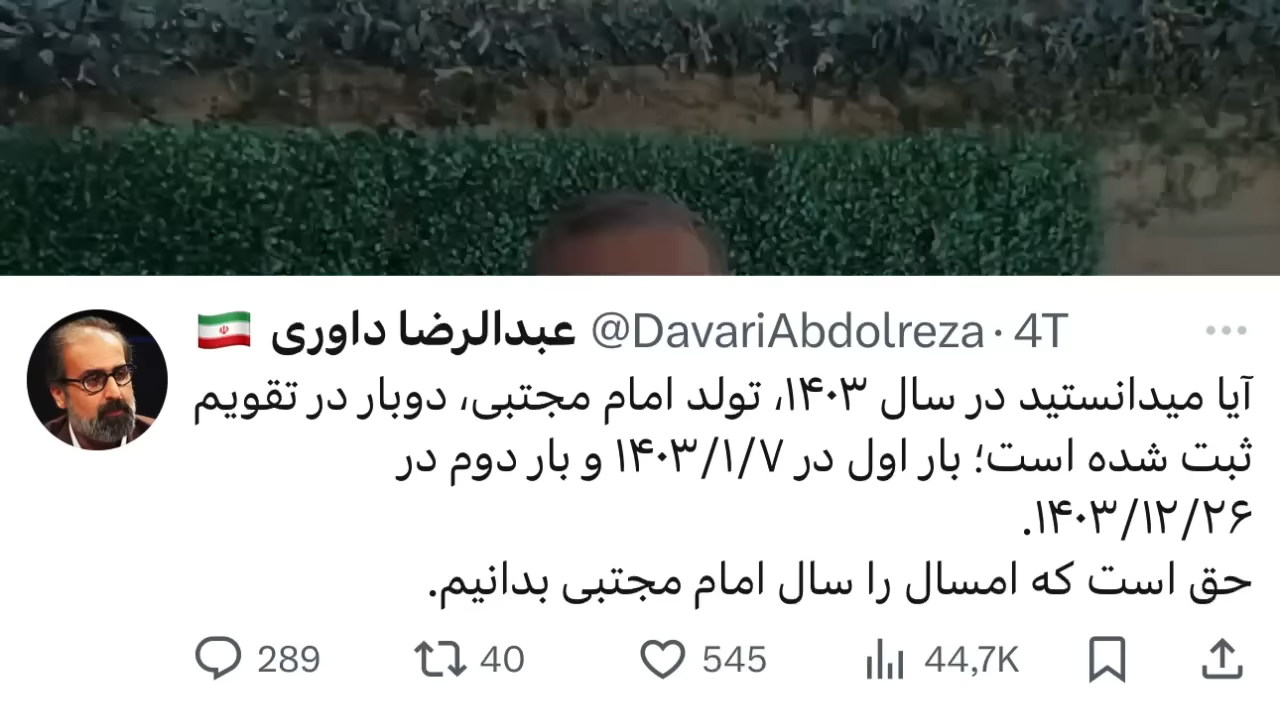 عبدالرضا داوری 🇮🇷 @DavariAbdolreza · 4T
آیا میدانستید در سال ۱۴۰۳، تولد امام مجتبی، دوبار در تقویم
ثبت شده است؛ بار اول در ۱۴۰۳/۱/۷ و بار دوم در
۱۴۰۳/۱۲/۲۶.
حق است که امسال را سال امام مجتبی بدانیم.
289 40 545 44,7K